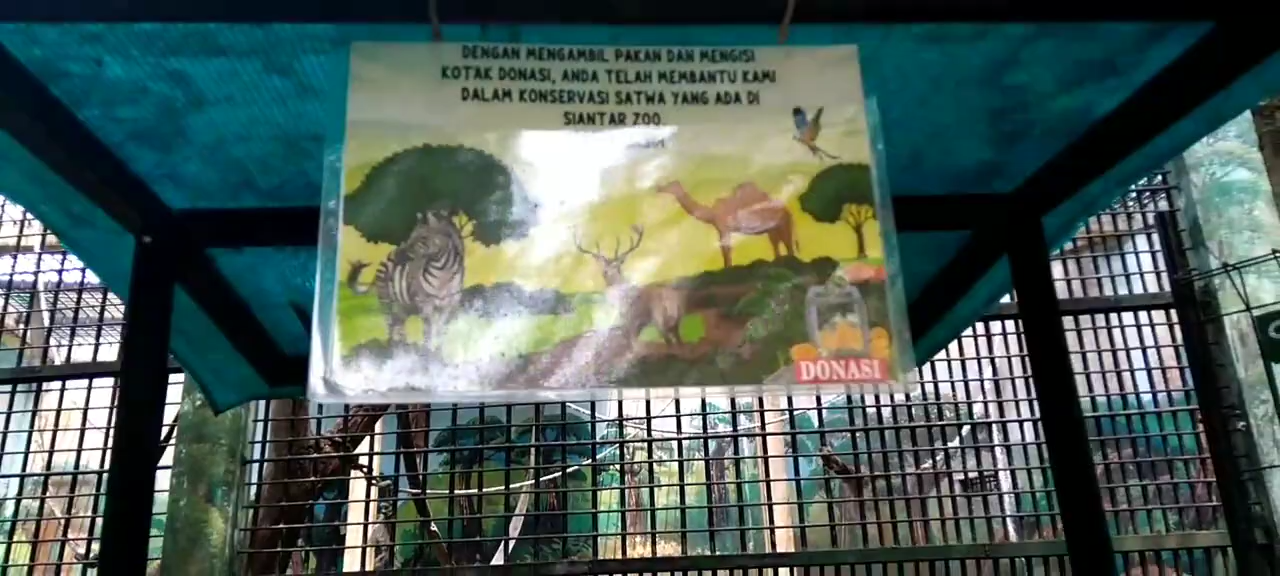 DENGAN MENGAMBIL PAKAN DAN MENGISI
KOTAK DONASI, ANDA TELAH MEMBANTU KAMI
DALAM KONSERVASI SATWA YANG ADA DI
SIANTAR ZOO.
DONASI